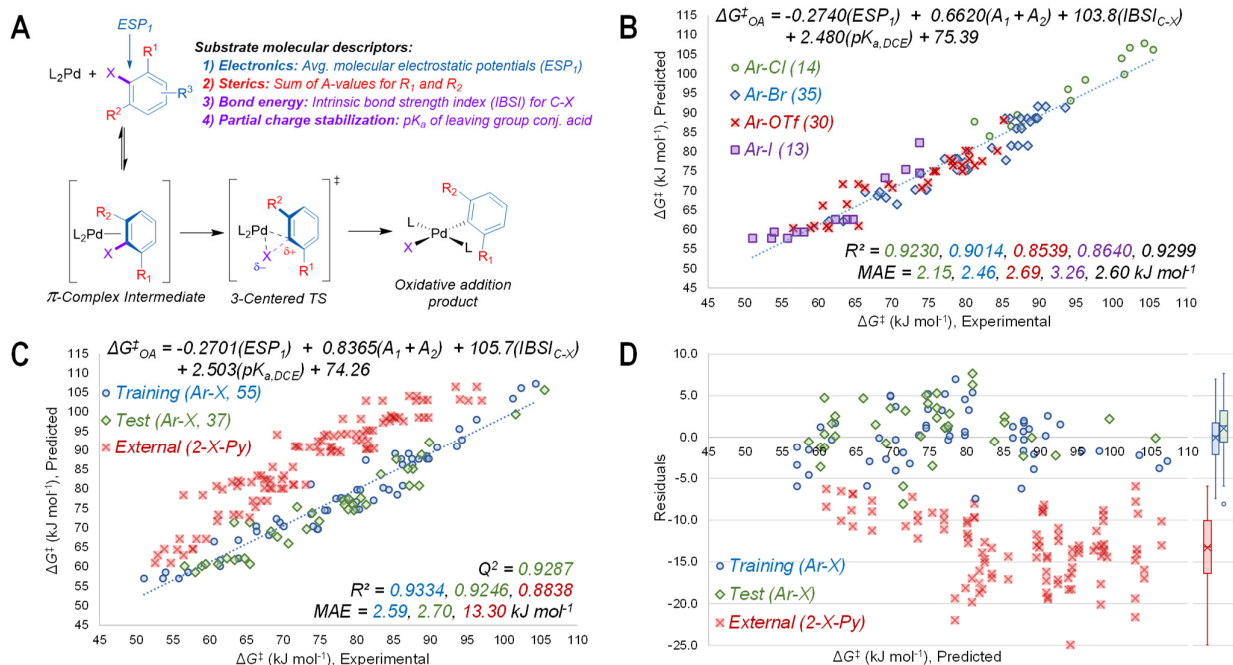 A
ESP₁
R¹
X
L₂Pd +
R³
R²
Substrate molecular descriptors:
1) Electronics: Avg. molecular electrostatic potentials (ESP₁)
2) Sterics: Sum of A-values for R₁ and R₂
3) Bond energy: Intrinsic bond strength index (IBSI) for C-X
4) Partial charge stabilization: pKₐ of leaving group conj. acid
R₂
L₂Pd
X
R₁
π-Complex Intermediate
‡
R²
L₂Pd
X
δ–
δ+
R¹
3-Centered TS
R₂
L
Pd
X
L
R₁
Oxidative addition
product
B
ΔG‡OA = -0.2740(ESP₁) + 0.6620(A₁ + A₂) + 103.8(IBSI_C-X)
+ 2.480(pKa,DCE) + 75.39
Ar-Cl (14)
Ar-Br (35)
Ar-OTf (30)
Ar-I (13)
R² = 0.9230, 0.9014, 0.8539, 0.8640, 0.9299
MAE = 2.15, 2.46, 2.69, 3.26, 2.60 kJ mol⁻¹
ΔG‡ (kJ mol⁻¹), Predicted
115
110
105
100
95
90
85
80
75
70
65
60
55
50
45
45 50 55 60 65 70 75 80 85 90 95 100 105 110
ΔG‡ (kJ mol⁻¹), Experimental
C
ΔG‡OA = -0.2701(ESP₁) + 0.8365(A₁ + A₂) + 105.7(IBSI_C-X)
+ 2.503(pKa,DCE) + 74.26
Training (Ar-X, 55)
Test (Ar-X, 37)
External (2-X-Py)
Q² = 0.9287
R² = 0.9334, 0.9246, 0.8838
MAE = 2.59, 2.70, 13.30 kJ mol⁻¹
ΔG‡ (kJ mol⁻¹), Predicted
115
110
105
100
95
90
85
80
75
70
65
60
55
50
45
45 50 55 60 65 70 75 80 85 90 95 100 105 110
ΔG‡ (kJ mol⁻¹), Experimental
D
10.0
5.0
0.0
-5.0
-10.0
-15.0
-20.0
-25.0
Residuals
45 50 55 60 65 70 75 80 85 90 95 100 105 110
Training (Ar-X)
Test (Ar-X)
External (2-X-Py)
ΔG‡ (kJ mol⁻¹), Predicted